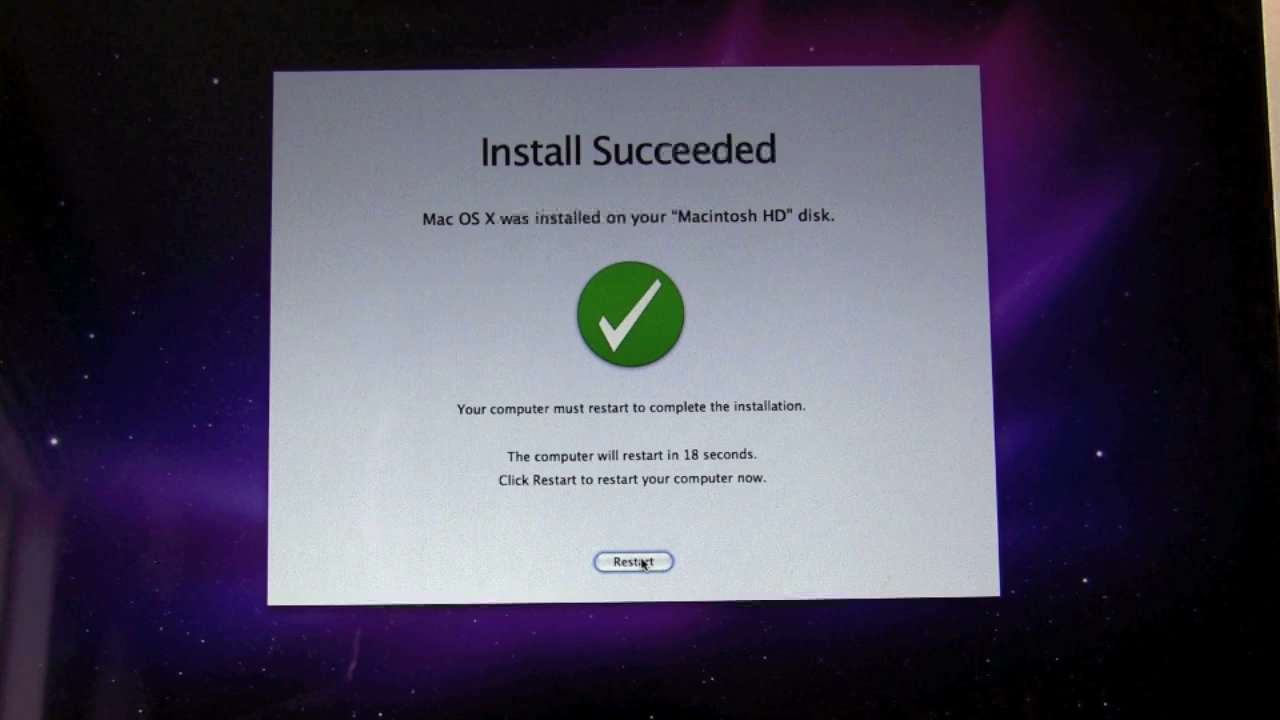 Install Succeeded
Mac OS X was installed on your "Macintosh HD" disk.
Your computer must restart to complete the installation.
The computer will restart in 18 seconds.
Click Restart to restart your computer now.
Restart